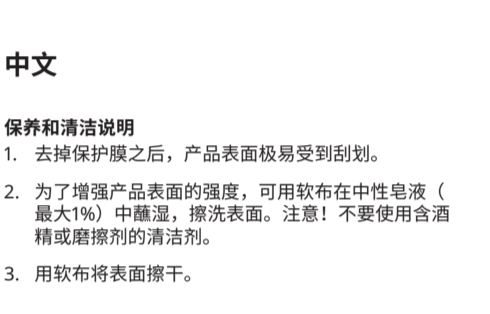 中文
保养和清洁说明
1. 去掉保护膜之后，产品表面极易受到刮划。
2. 为了增强产品表面的强度，可用软布在中性皂液（
最大1%）中蘸湿，擦洗表面。注意！不要使用含酒
精或磨擦剂的清洁剂。
3. 用软布将表面擦干。